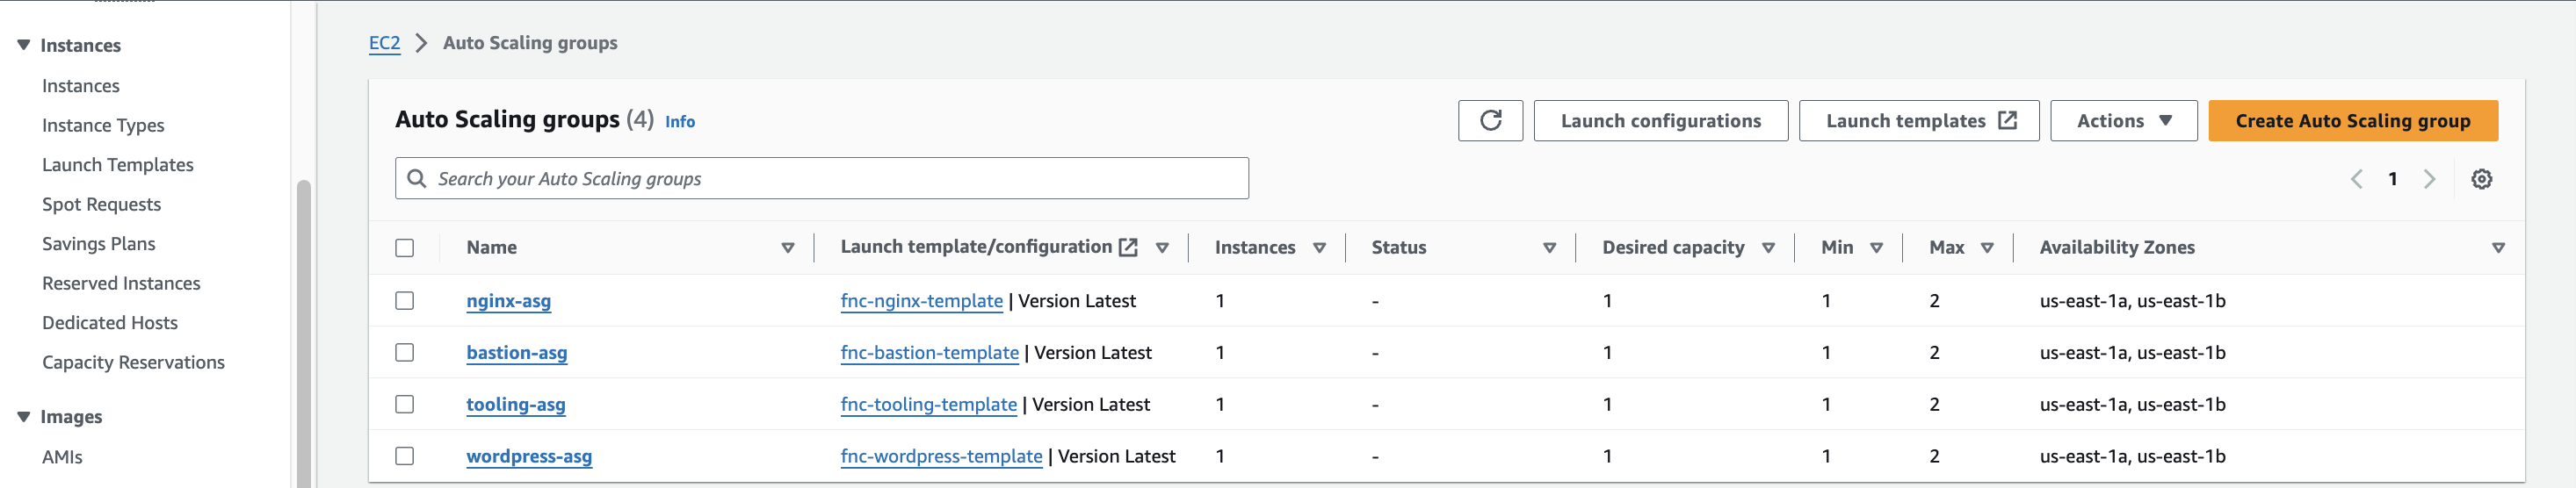 Instances
Instances
Instance Types
Launch Templates
Spot Requests
Savings Plans
Reserved Instances
Dedicated Hosts
Capacity Reservations
Images
AMIs
EC2 Auto Scaling groups
Auto Scaling groups (4) Info
Launch configurations Launch templates Actions Create Auto Scaling group
Search your Auto Scaling groups
1
Name Launch template/configuration Instances Status Desired capacity Min Max Availability Zones
nginx-asg fnc-nginx-template | Version Latest 1 - 1 1 2 us-east-1a, us-east-1b
bastion-asg fnc-bastion-template | Version Latest 1 - 1 1 2 us-east-1a, us-east-1b
tooling-asg fnc-tooling-template | Version Latest 1 - 1 1 2 us-east-1a, us-east-1b
wordpress-asg fnc-wordpress-template | Version Latest 1 - 1 1 2 us-east-1a, us-east-1b